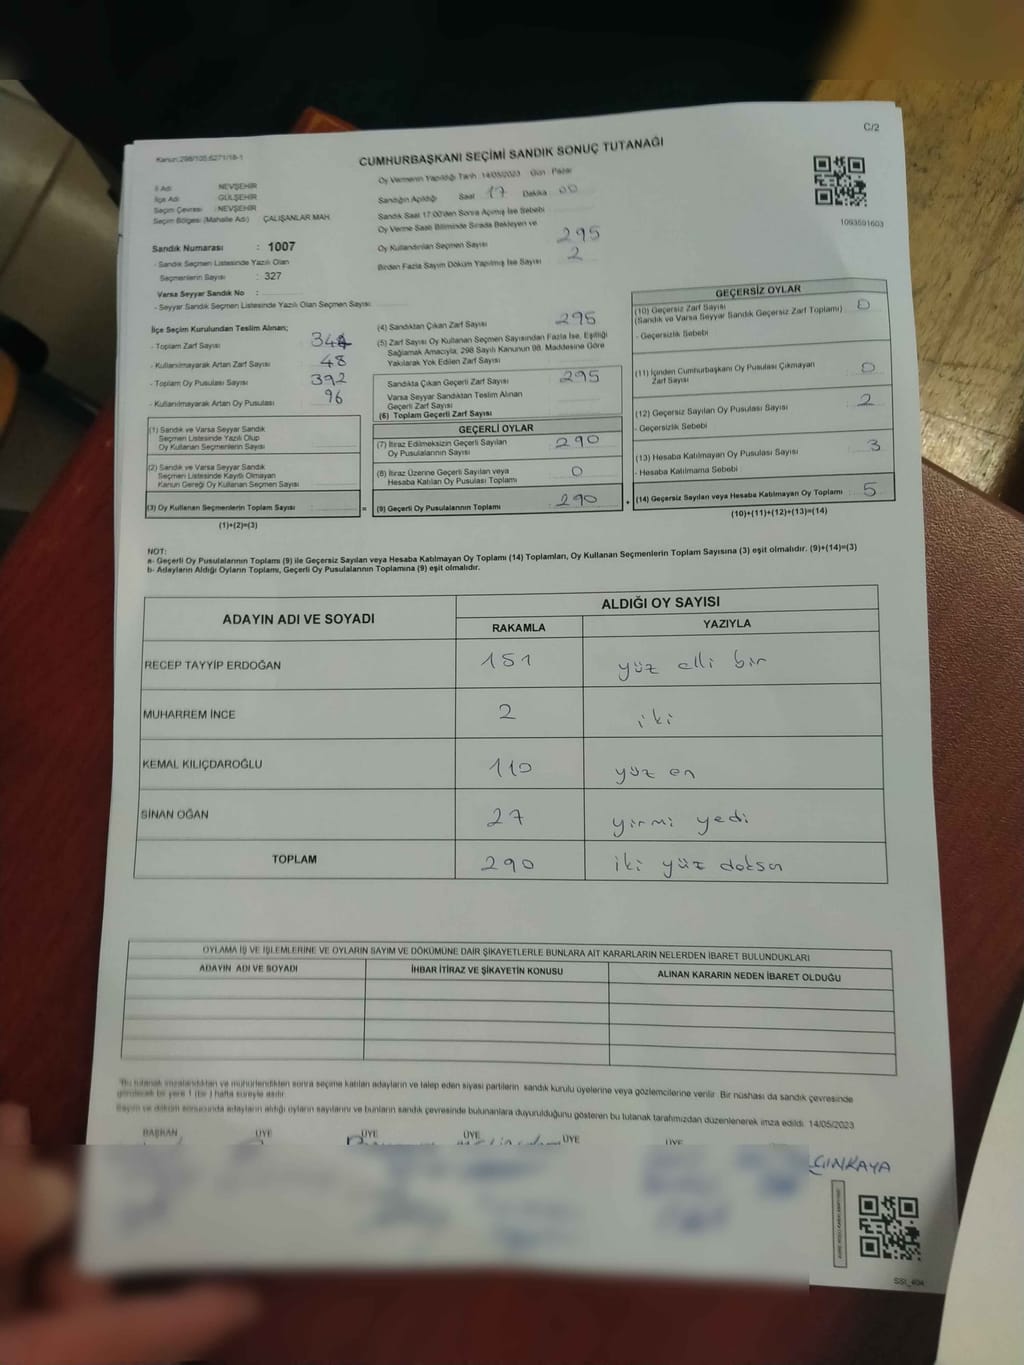 C/2
Kanun:298/105;6271/18-1
CUMHURBAŞKANI SEÇİMİ SANDIK SONUÇ TUTANAĞI
1093591603
İl Adı : NEVŞEHİR
İlçe Adı : GÜLŞEHİR
Seçim Çevresi : NEVŞEHİR
Seçim Bölgesi (Mahalle Adı) : ÇALIŞANLAR MAH.
Oy Vermenin Yapıldığı Tarih 14/05/2023 Gün Pazar
Sandığın Açıldığı Saat 17 Dakika 00
Sandık Saat 17:00'den Sonra Açılmış İse Sebebi
Oy Verme Saati Bitiminde Sırada Bekleyen ve
Oy Kullandırılan Seçmen Sayısı 295
Birden Fazla Sayım Döküm Yapılmış İse Sayısı 2
Sandık Numarası : 1007
- Sandık Seçmen Listesinde Yazılı Olan
Seçmenlerin Sayısı : 327
Varsa Seyyar Sandık No :
- Seyyar Sandık Seçmen Listesinde Yazılı Olan Seçmen Sayısı:
İlçe Seçim Kurulundan Teslim Alınan;
- Toplam Zarf Sayısı
- Kullanılmayarak Artan Zarf Sayısı 48
- Toplam Oy Pusulası Sayısı 392
- Kullanılmayarak Artan Oy Pusulası 96
(1) Sandık ve Varsa Seyyar Sandık
Seçmen Listesinde Yazılı Olup
Oy Kullanan Seçmenlerin Sayısı
(2) Sandık ve Varsa Seyyar Sandık
Seçmen Listesinde Kayıtlı Olmayan
Kanun Gereği Oy Kullanan Seçmen Sayısı
(3) Oy Kullanan Seçmenlerin Toplam Sayısı =
(1)+(2)=(3)
(4) Sandıktan Çıkan Zarf Sayısı 295
(5) Zarf Sayısı Oy Kullanan Seçmen Sayısından Fazla İse, Eşitliği
Sağlamak Amacıyla, 298 Sayılı Kanunun 98. Maddesine Göre
Yakılarak Yok Edilen Zarf Sayısı
Sandıkta Çıkan Geçerli Zarf Sayısı 295
Varsa Seyyar Sandıktan Teslim Alınan
Geçerli Zarf Sayısı
(6) Toplam Geçerli Zarf Sayısı
GEÇERLİ OYLAR
(7) İtiraz Edilmeksizin Geçerli Sayılan
Oy Pusulasının Sayısı 290
(8) İtiraz Üzerine Geçerli Sayılan veya
Hesaba Katılan Oy Pusulası Toplamı 0
(9) Geçerli Oy Pusulalarının Toplamı 290 +
GEÇERSİZ OYLAR
(10) Geçersiz Zarf Sayısı
(Sandık ve Varsa Seyyar Sandık Geçersiz Zarf Toplamı) 0
- Geçersizlik Sebebi
(11) İçinden Cumhurbaşkanı Oy Pusulası Çıkmayan
Zarf Sayısı 0
(12) Geçersiz Sayılan Oy Pusulası Sayısı 2
- Geçersizlik Sebebi
(13) Hesaba Katılmayan Oy Pusulası Sayısı 3
- Hesaba Katılmama Sebebi
(14) Geçersiz Sayılan veya Hesaba Katılmayan Oy Toplamı 5
(10)+(11)+(12)+(13)=(14)
NOT:
a- Geçerli Oy Pusulalarının Toplamı (9) ile Geçersiz Sayılan veya Hesaba Katılmayan Oy Toplamı (14) Toplamları, Oy Kullanan Seçmenlerin Toplam Sayısına (3) eşit olmalıdır. (9)+(14)=(3)
b- Adayların Aldığı Oyların Toplamı, Geçerli Oy Pusulalarının Toplamına (9) eşit olmalıdır.
ADAYIN ADI VE SOYADI ALDIĞI OY SAYISI
RAKAMLA YAZIYLA
RECEP TAYYİP ERDOĞAN 151 yüz elli bir
MUHARREM İNCE 2 iki
KEMAL KILIÇDAROĞLU 110 yüz on
SİNAN OĞAN 27 yirmi yedi
TOPLAM 290 iki yüz doksan
OYLAMA İŞ VE İŞLEMLERİNE VE OYLARIN SAYIM VE DÖKÜMÜNE DAİR ŞİKAYETLERLE BUNLARA AİT KARARLARIN NELERDEN İBARET BULUNDUKLARI
ADAYIN ADI VE SOYADI İHBAR İTİRAZ VE ŞİKAYETİN KONUSU ALINAN KARARIN NEDEN İBARET OLDUĞU
*Bu tutanak imzalandıktan ve mühürlendikten sonra seçime katılan adayların ve talep eden siyasi partilerin sandık kurulu üyelerine veya gözlemcilerine verilir. Bir nüshası da sandık çevresinde
görülecek bir yere 1 (bir) hafta süreyle asılır.
Sayım ve döküm sonucunda adayların aldığı oyların sayılarını ve bunların sandık çevresinde bulunanlara duyurulduğunu gösteren bu tutanak tarafımızdan düzenlenerek imza edildi. 14/05/2023
BAŞKAN ÜYE ÜYE ÜYE ÜYE ÜYE
GINKAYA
SSI_404